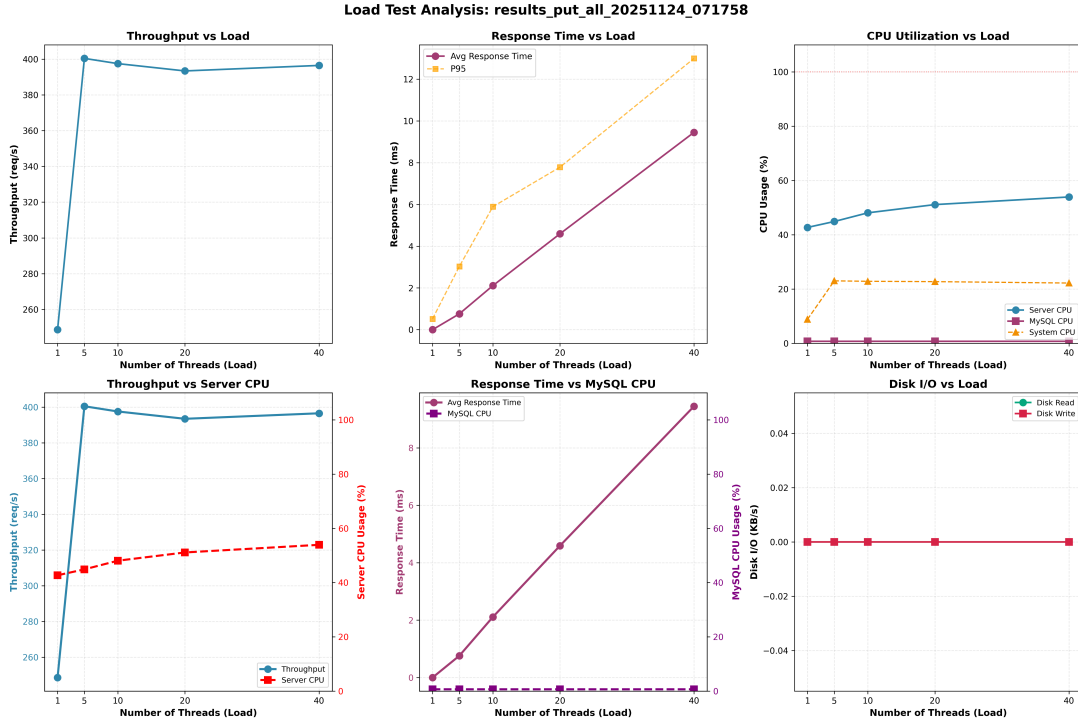 Load Test Analysis: results_put_all_20251124_071758
Throughput vs Load
Throughput (req/s)
400
380
360
340
320
300
280
260
1 5 10 20 40
Number of Threads (Load)
Response Time vs Load
Avg Response Time
P95
Response Time (ms)
12
10
8
6
4
2
0
1 5 10 20 40
Number of Threads (Load)
CPU Utilization vs Load
CPU Usage (%)
100
80
60
40
20
0
Server CPU
MySQL CPU
System CPU
1 5 10 20 40
Number of Threads (Load)
Throughput vs Server CPU
Throughput (req/s)
400
380
360
340
320
300
280
260
100
80
60
40
20
0
Server CPU Usage (%)
Throughput
Server CPU
1 5 10 20 40
Number of Threads (Load)
Response Time vs MySQL CPU
Avg Response Time
MySQL CPU
Response Time (ms)
8
6
4
2
0
100
80
60
40
20
0
MySQL CPU Usage (%)
1 5 10 20 40
Number of Threads (Load)
Disk I/O vs Load
Disk Read
Disk Write
Disk I/O (KB/s)
0.04
0.02
0.00
−0.02
−0.04
1 5 10 20 40
Number of Threads (Load)